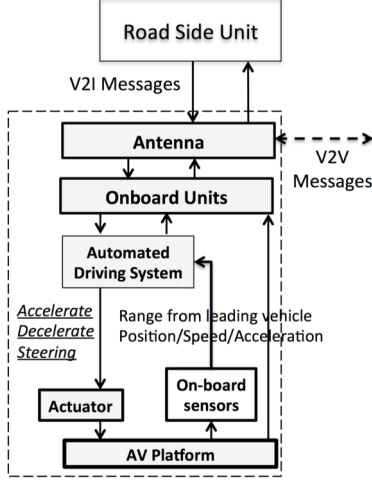 Road Side Unit
V2I Messages
Antenna
V2V
Messages
Onboard Units
Automated
Driving System
Accelerate
Decelerate
Steering
Range from leading vehicle
Position/Speed/Acceleration
Actuator
On-board
sensors
AV Platform